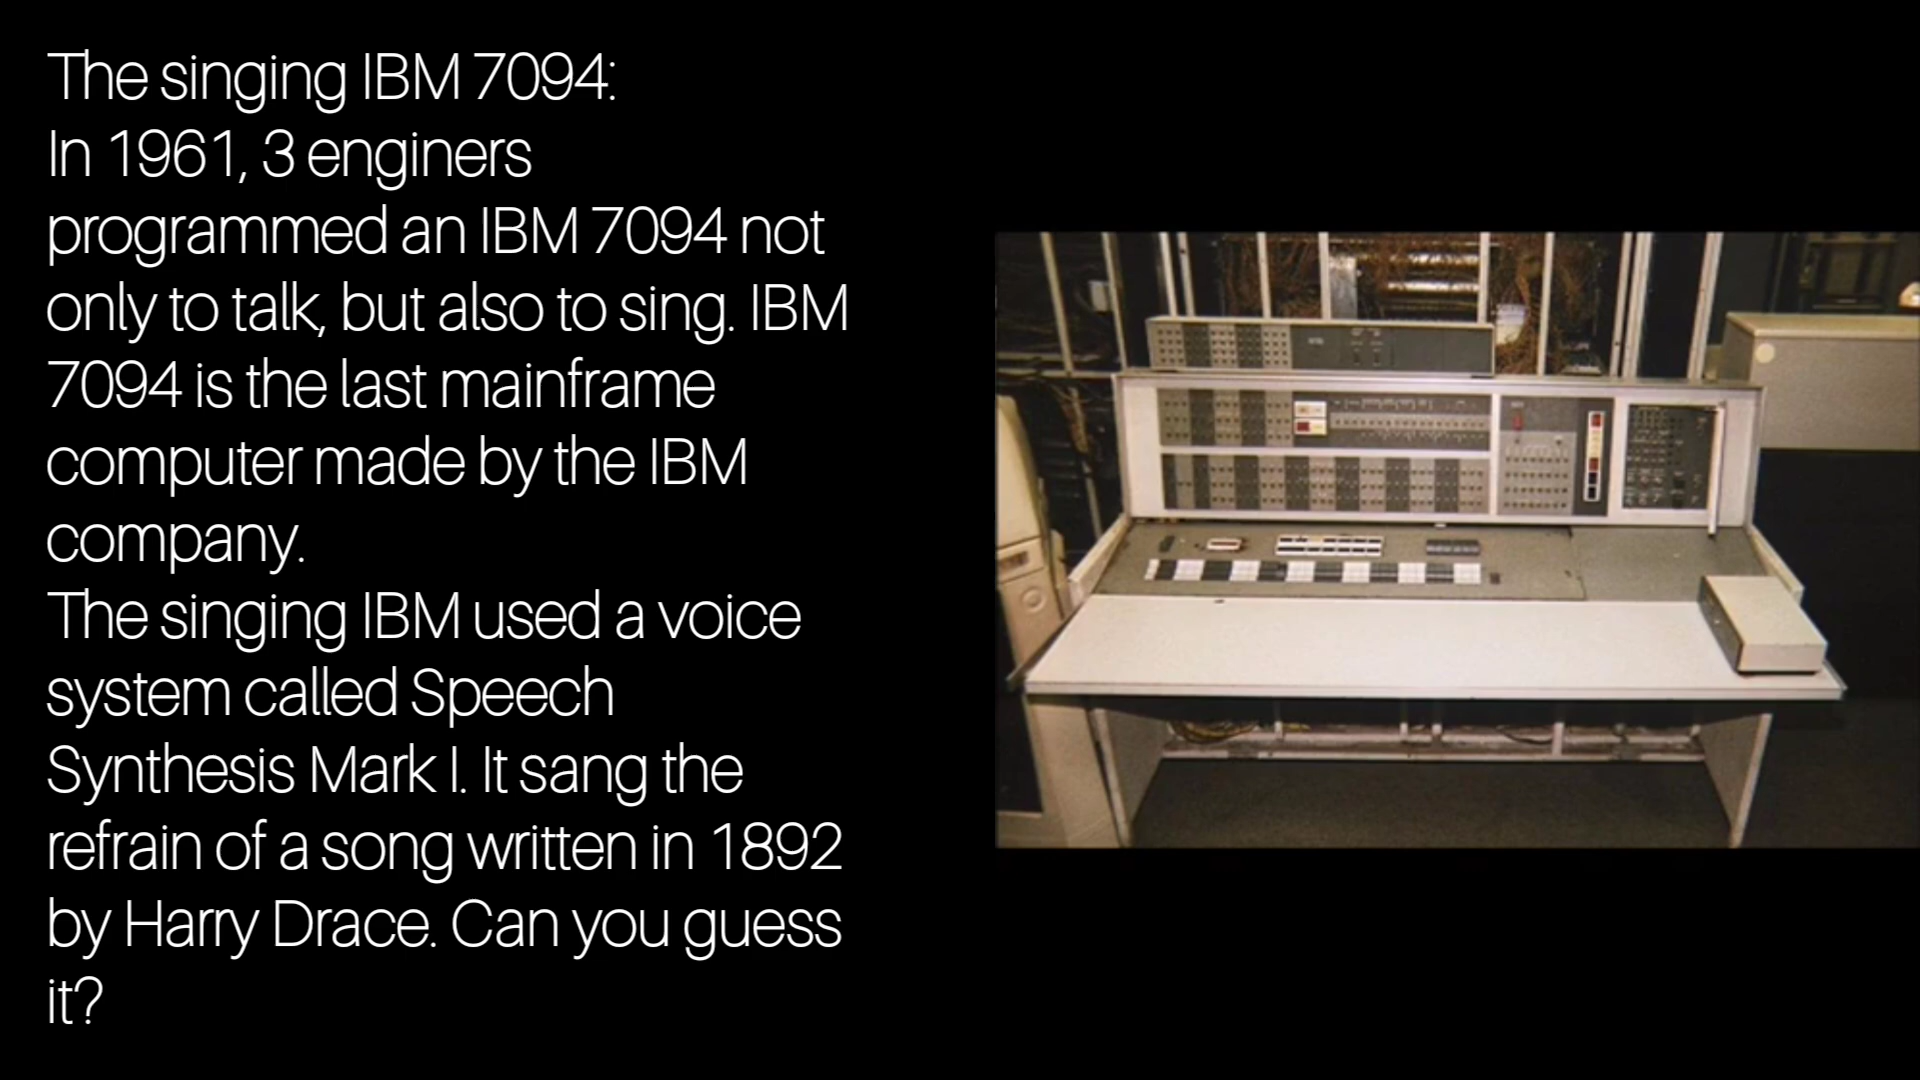 The singing IBM 7094:
In 1961, 3 enginers
programmed an IBM 7094 not
only to talk, but also to sing. IBM
7094 is the last mainframe
computer made by the IBM
company.
The singing IBM used a voice
system called Speech
Synthesis Mark I. It sang the
refrain of a song written in 1892
by Harry Drace. Can you guess
it?